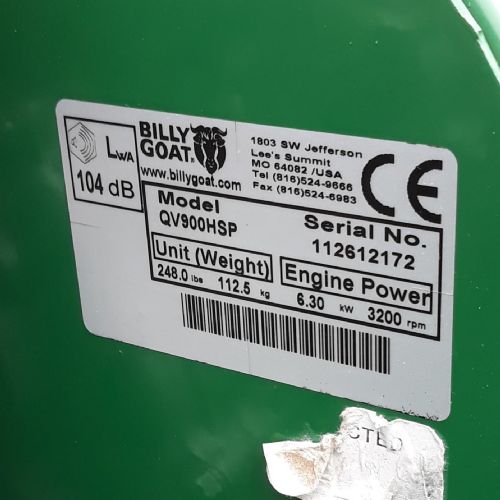 LWA
104 dB
BILLY
GOAT
www.billygoat.com
1803 SW Jefferson
Lee's Summit
MO 64082 /USA
Tel (816)524-9666
Fax (816)524-6983
CE
Model
QV900HSP
Serial No.
112612172
Unit (Weight)
248.0 lbs 112.5 kg
Engine Power
6.30 kW 3200 rpm
CTED
IN